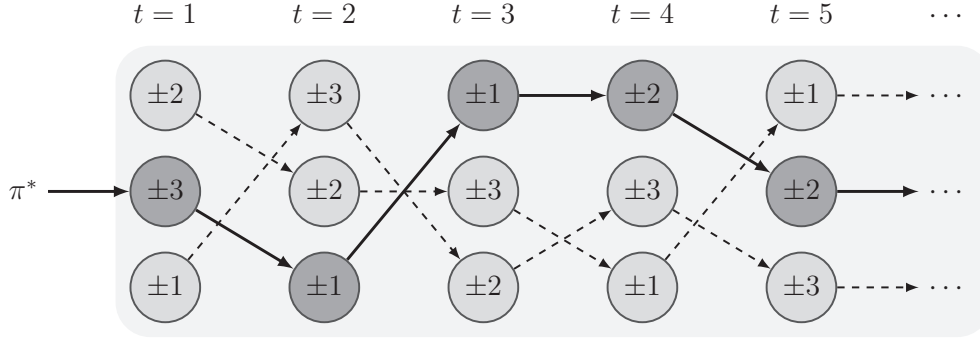 t = 1 t = 2 t = 3 t = 4 t = 5 ⋯
±2 ±3 ±1 ±2 ±1 ⋯
π* ±3 ±2 ±3 ±3 ±2 ⋯
±1 ±1 ±2 ±1 ±3 ⋯